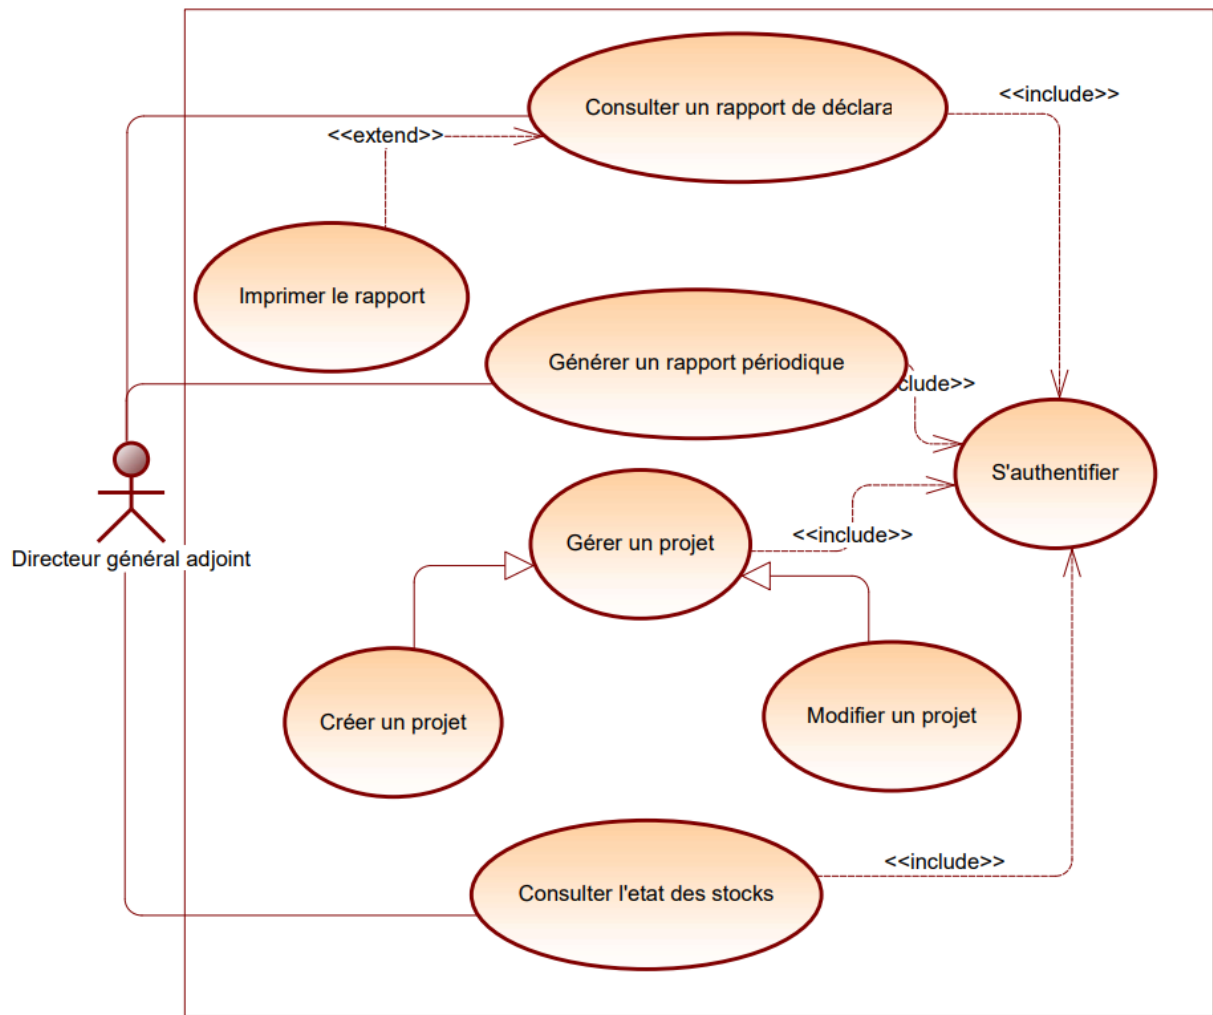 Consulter un rapport de déclara
<<include>>
<<extend>>
Imprimer le rapport
Générer un rapport périodique
clude>>
S'authentifier
Gérer un projet
<<include>>
Directeur général adjoint
Créer un projet
Modifier un projet
<<include>>
Consulter l'etat des stocks